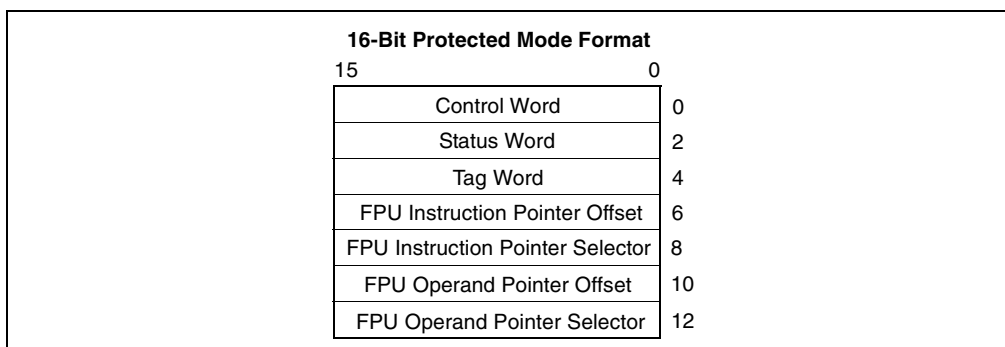 16-Bit Protected Mode Format
15 0
Control Word 0
Status Word 2
Tag Word 4
FPU Instruction Pointer Offset 6
FPU Instruction Pointer Selector 8
FPU Operand Pointer Offset 10
FPU Operand Pointer Selector 12